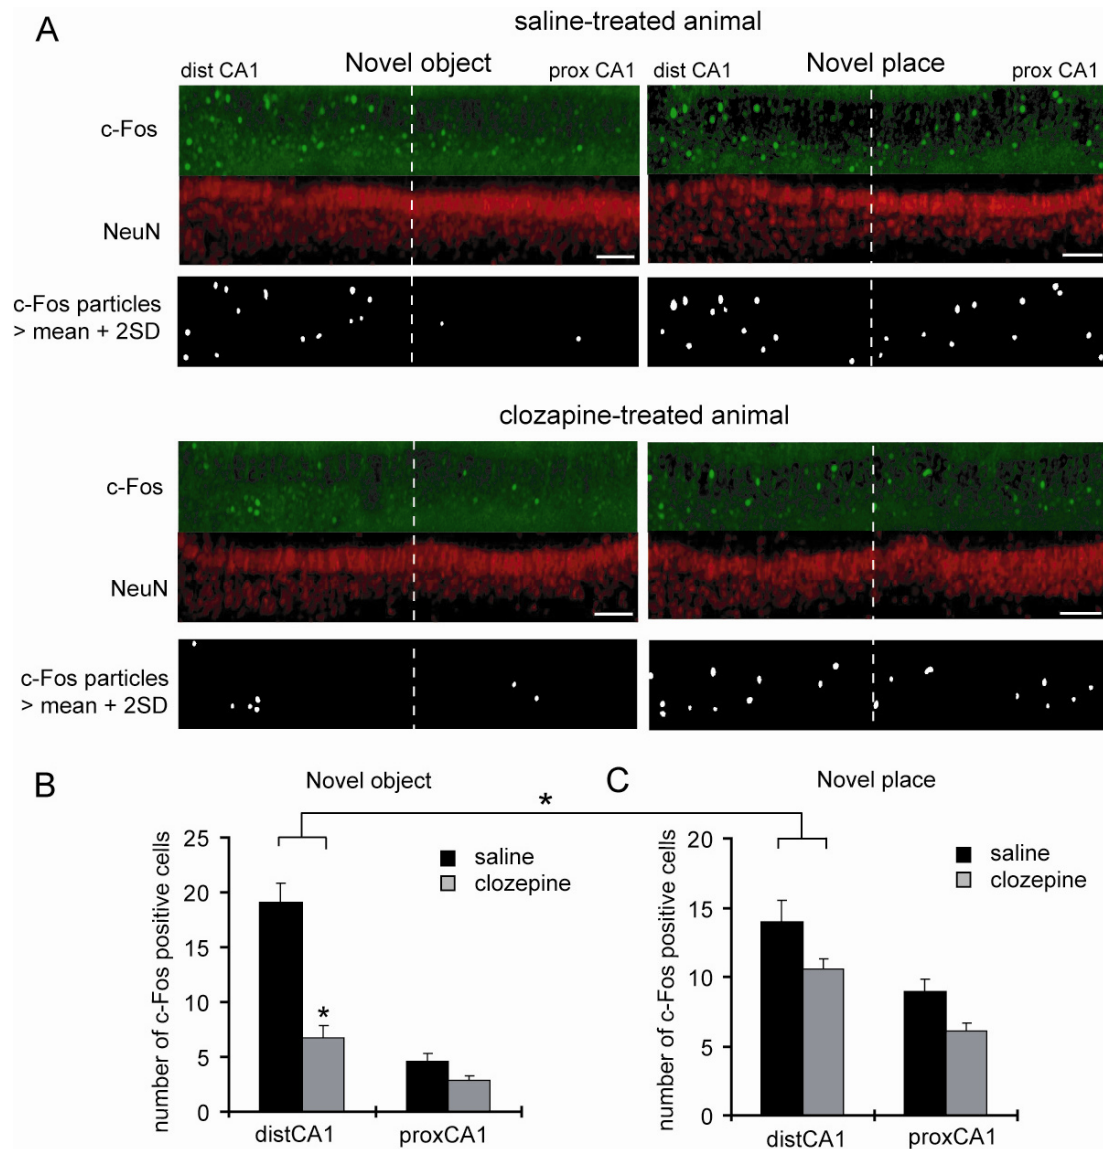 A
saline-treated animal
dist CA1 Novel object prox CA1
dist CA1 Novel place prox CA1
c-Fos
NeuN
c-Fos particles
> mean + 2SD
clozapine-treated animal
c-Fos
NeuN
c-Fos particles
> mean + 2SD
B
Novel object
*
number of c-Fos positive cells
25
20
15
10
5
0
saline
clozepine
*
distCA1 proxCA1
C
Novel place
number of c-Fos positive cells
20
15
10
5
0
saline
clozepine
distCA1 proxCA1